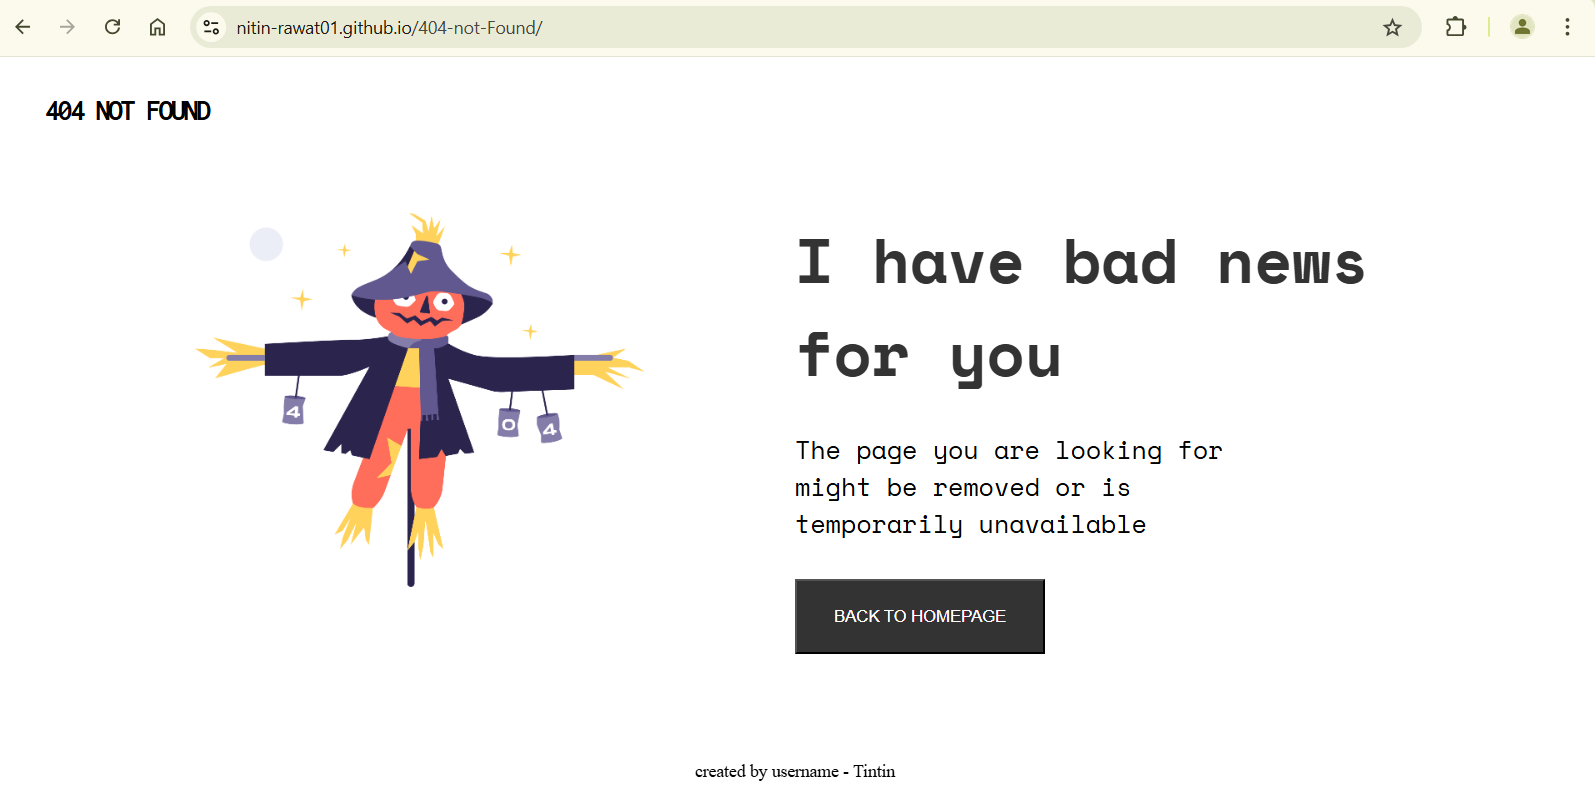 nitin-rawat01.github.io/404-not-Found/
404 NOT FOUND
I have bad news
for you
4
0
4
The page you are looking for
might be removed or is
temporarily unavailable
BACK TO HOMEPAGE
created by username - Tintin